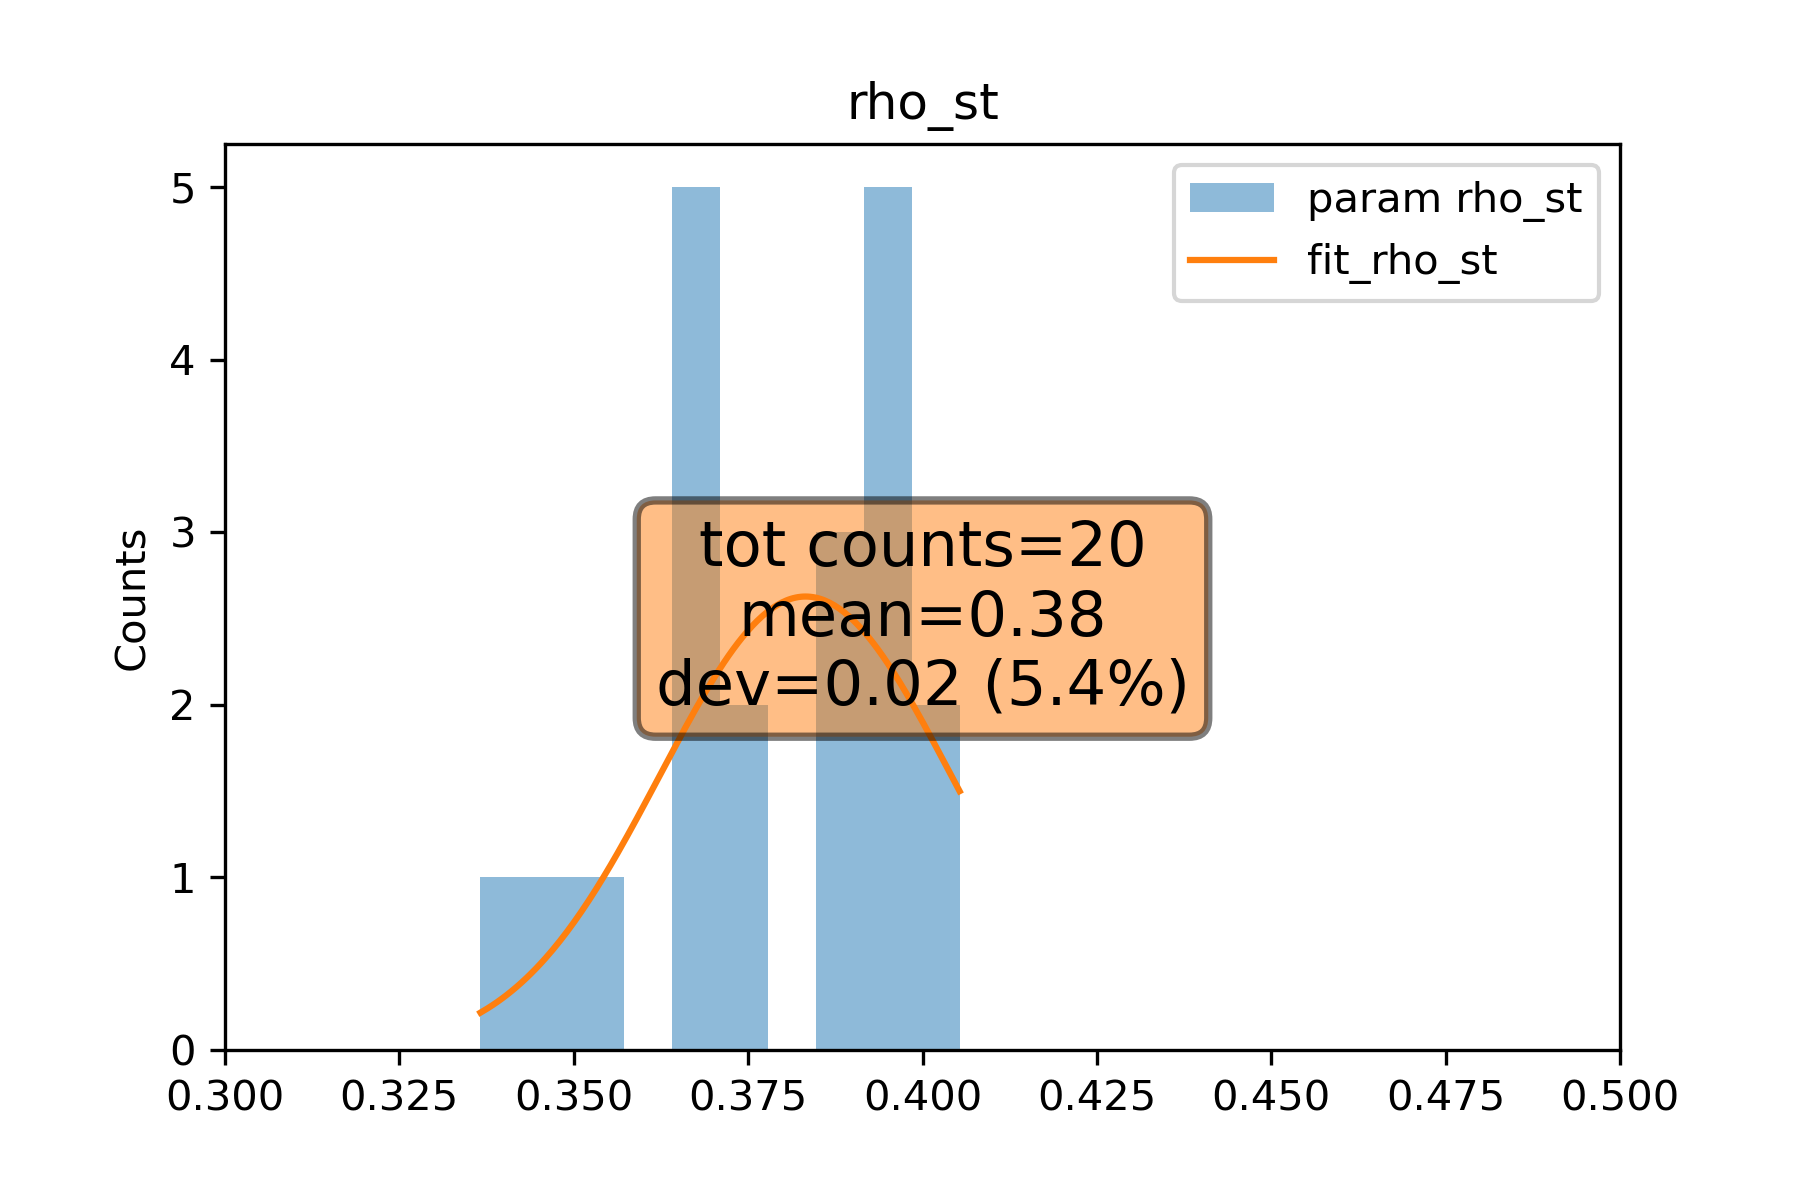 rho_st
param rho_st
fit_rho_st
Counts
5
4
3
2
1
0
tot counts=20
mean=0.38
dev=0.02 (5.4%)
0.300 0.325 0.350 0.375 0.400 0.425 0.450 0.475 0.500